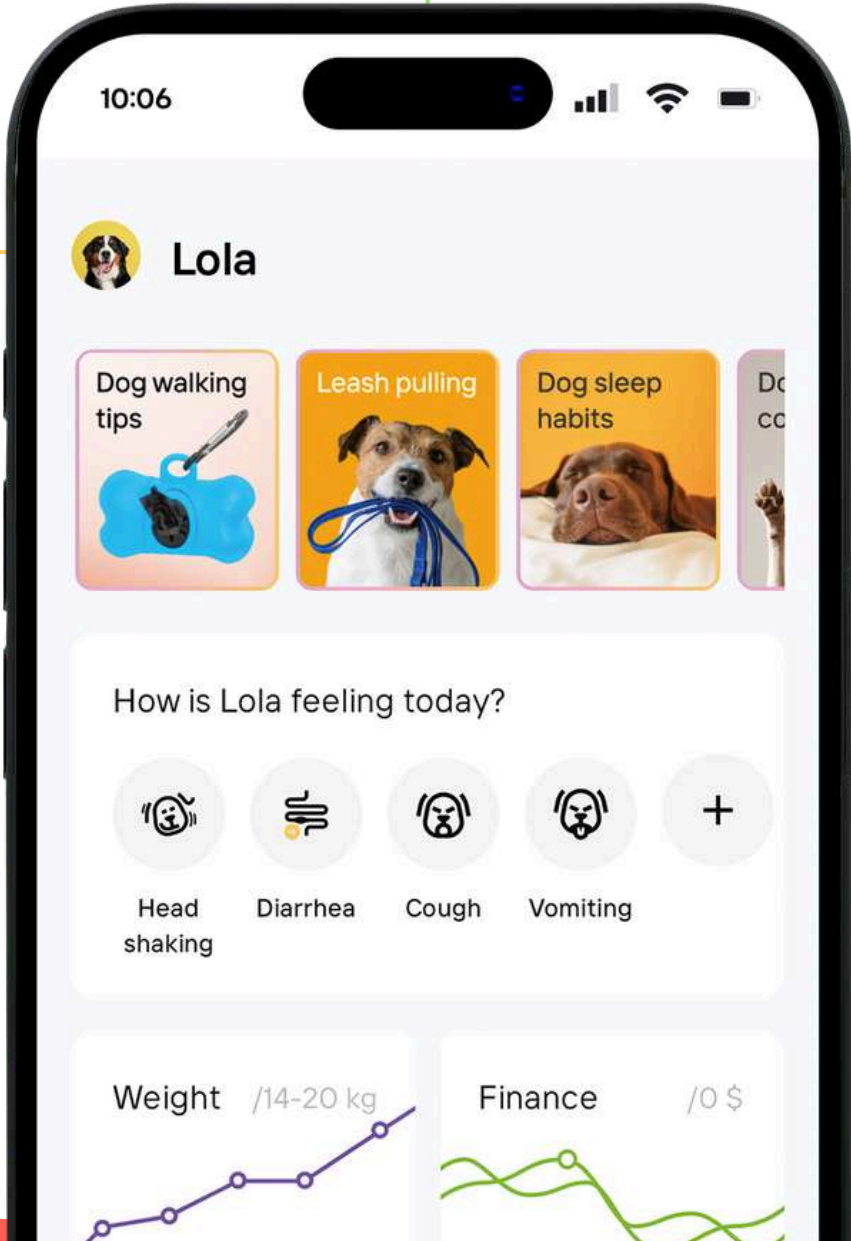 10:06
Lola
Dog walking
tips
Leash pulling
Dog sleep
habits
How is Lola feeling today?
Head
shaking
Diarrhea
Cough
Vomiting
+
Weight /14-20 kg
Finance /0 $